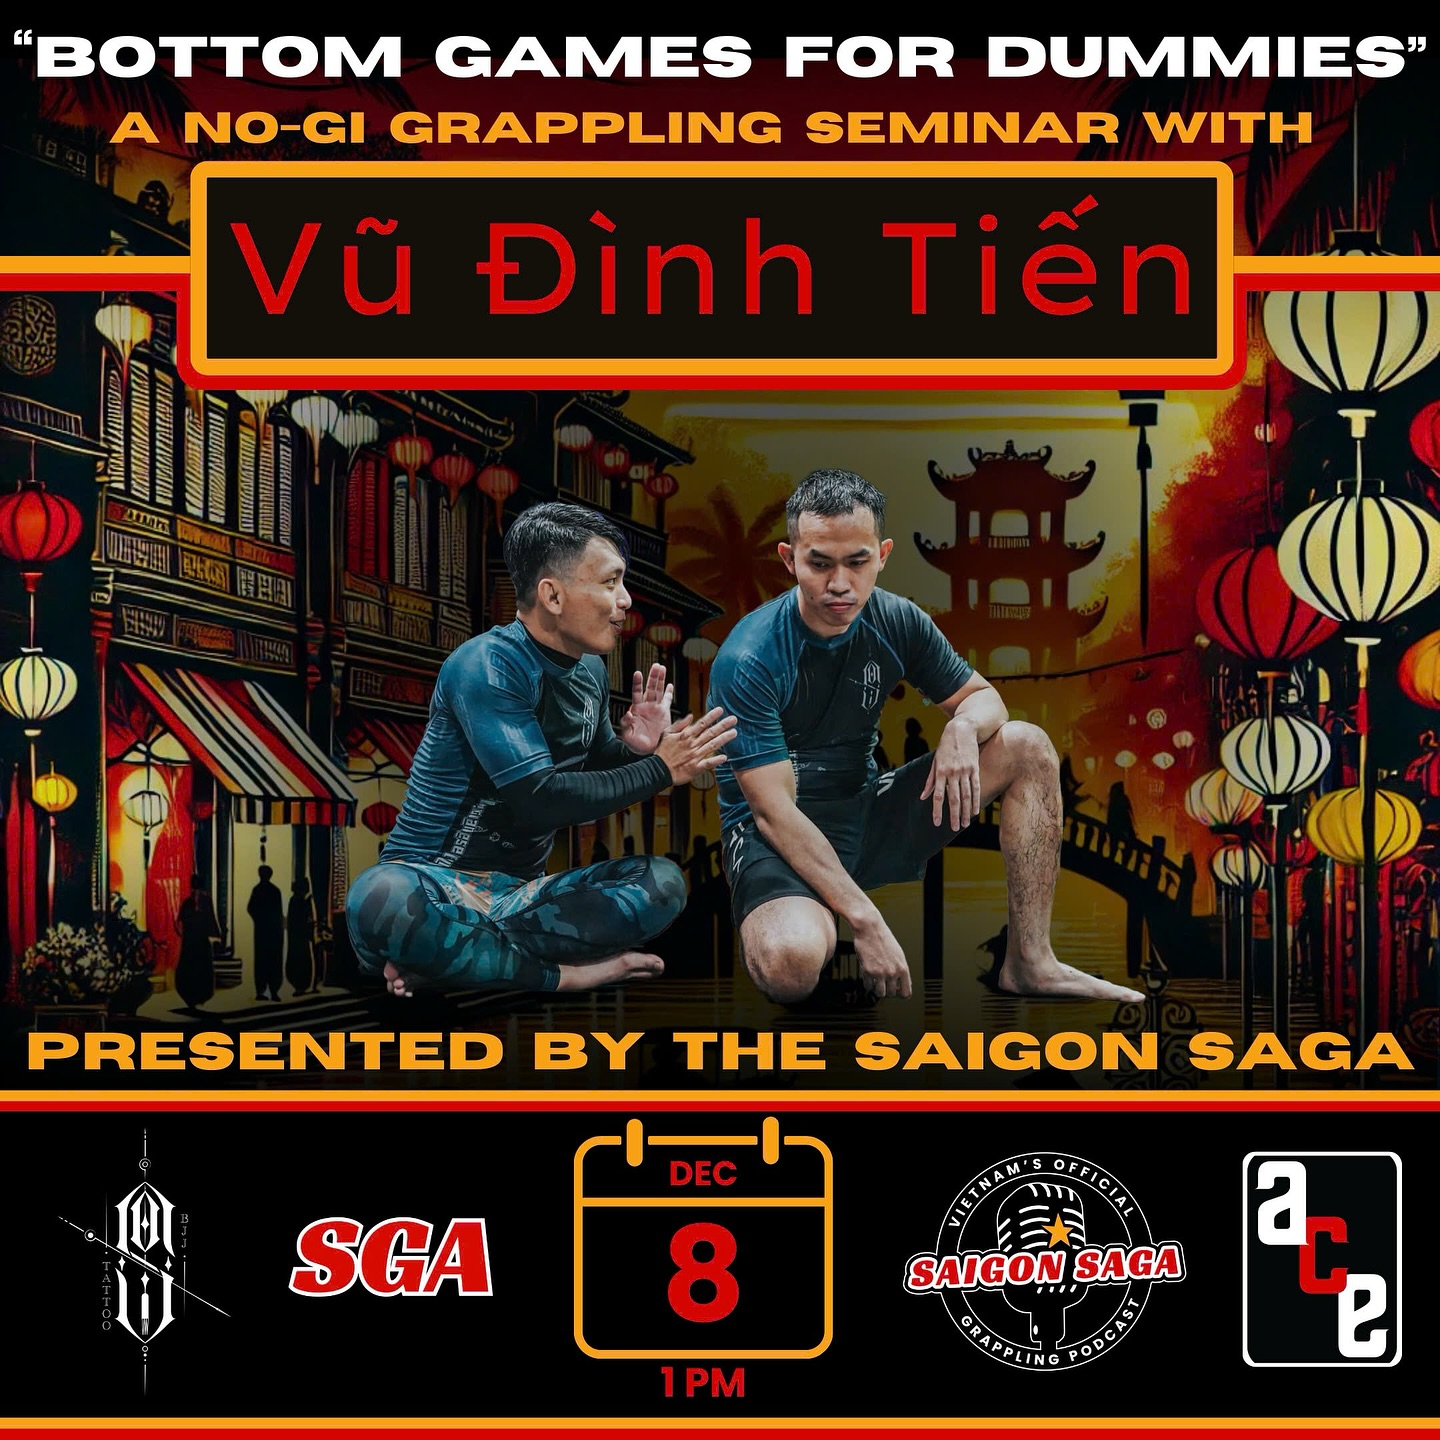 “BOTTOM GAMES FOR DUMMIES”
A NO-GI GRAPPLING SEMINAR WITH
Vũ Đình Tiến
PRESENTED BY THE SAIGON SAGA
BJJ
TATTOO
SGA
DEC
8
1 PM
VIETNAM'S OFFICIAL
SAIGON SAGA
GRAPPLING PODCAST
ace